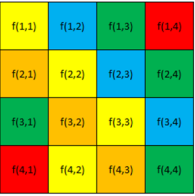 f(1,1) f(1,2) f(1,3) f(1,4)
f(2,1) f(2,2) f(2,3) f(2,4)
f(3,1) f(3,2) f(3,3) f(3,4)
f(4,1) f(4,2) f(4,3) f(4,4)